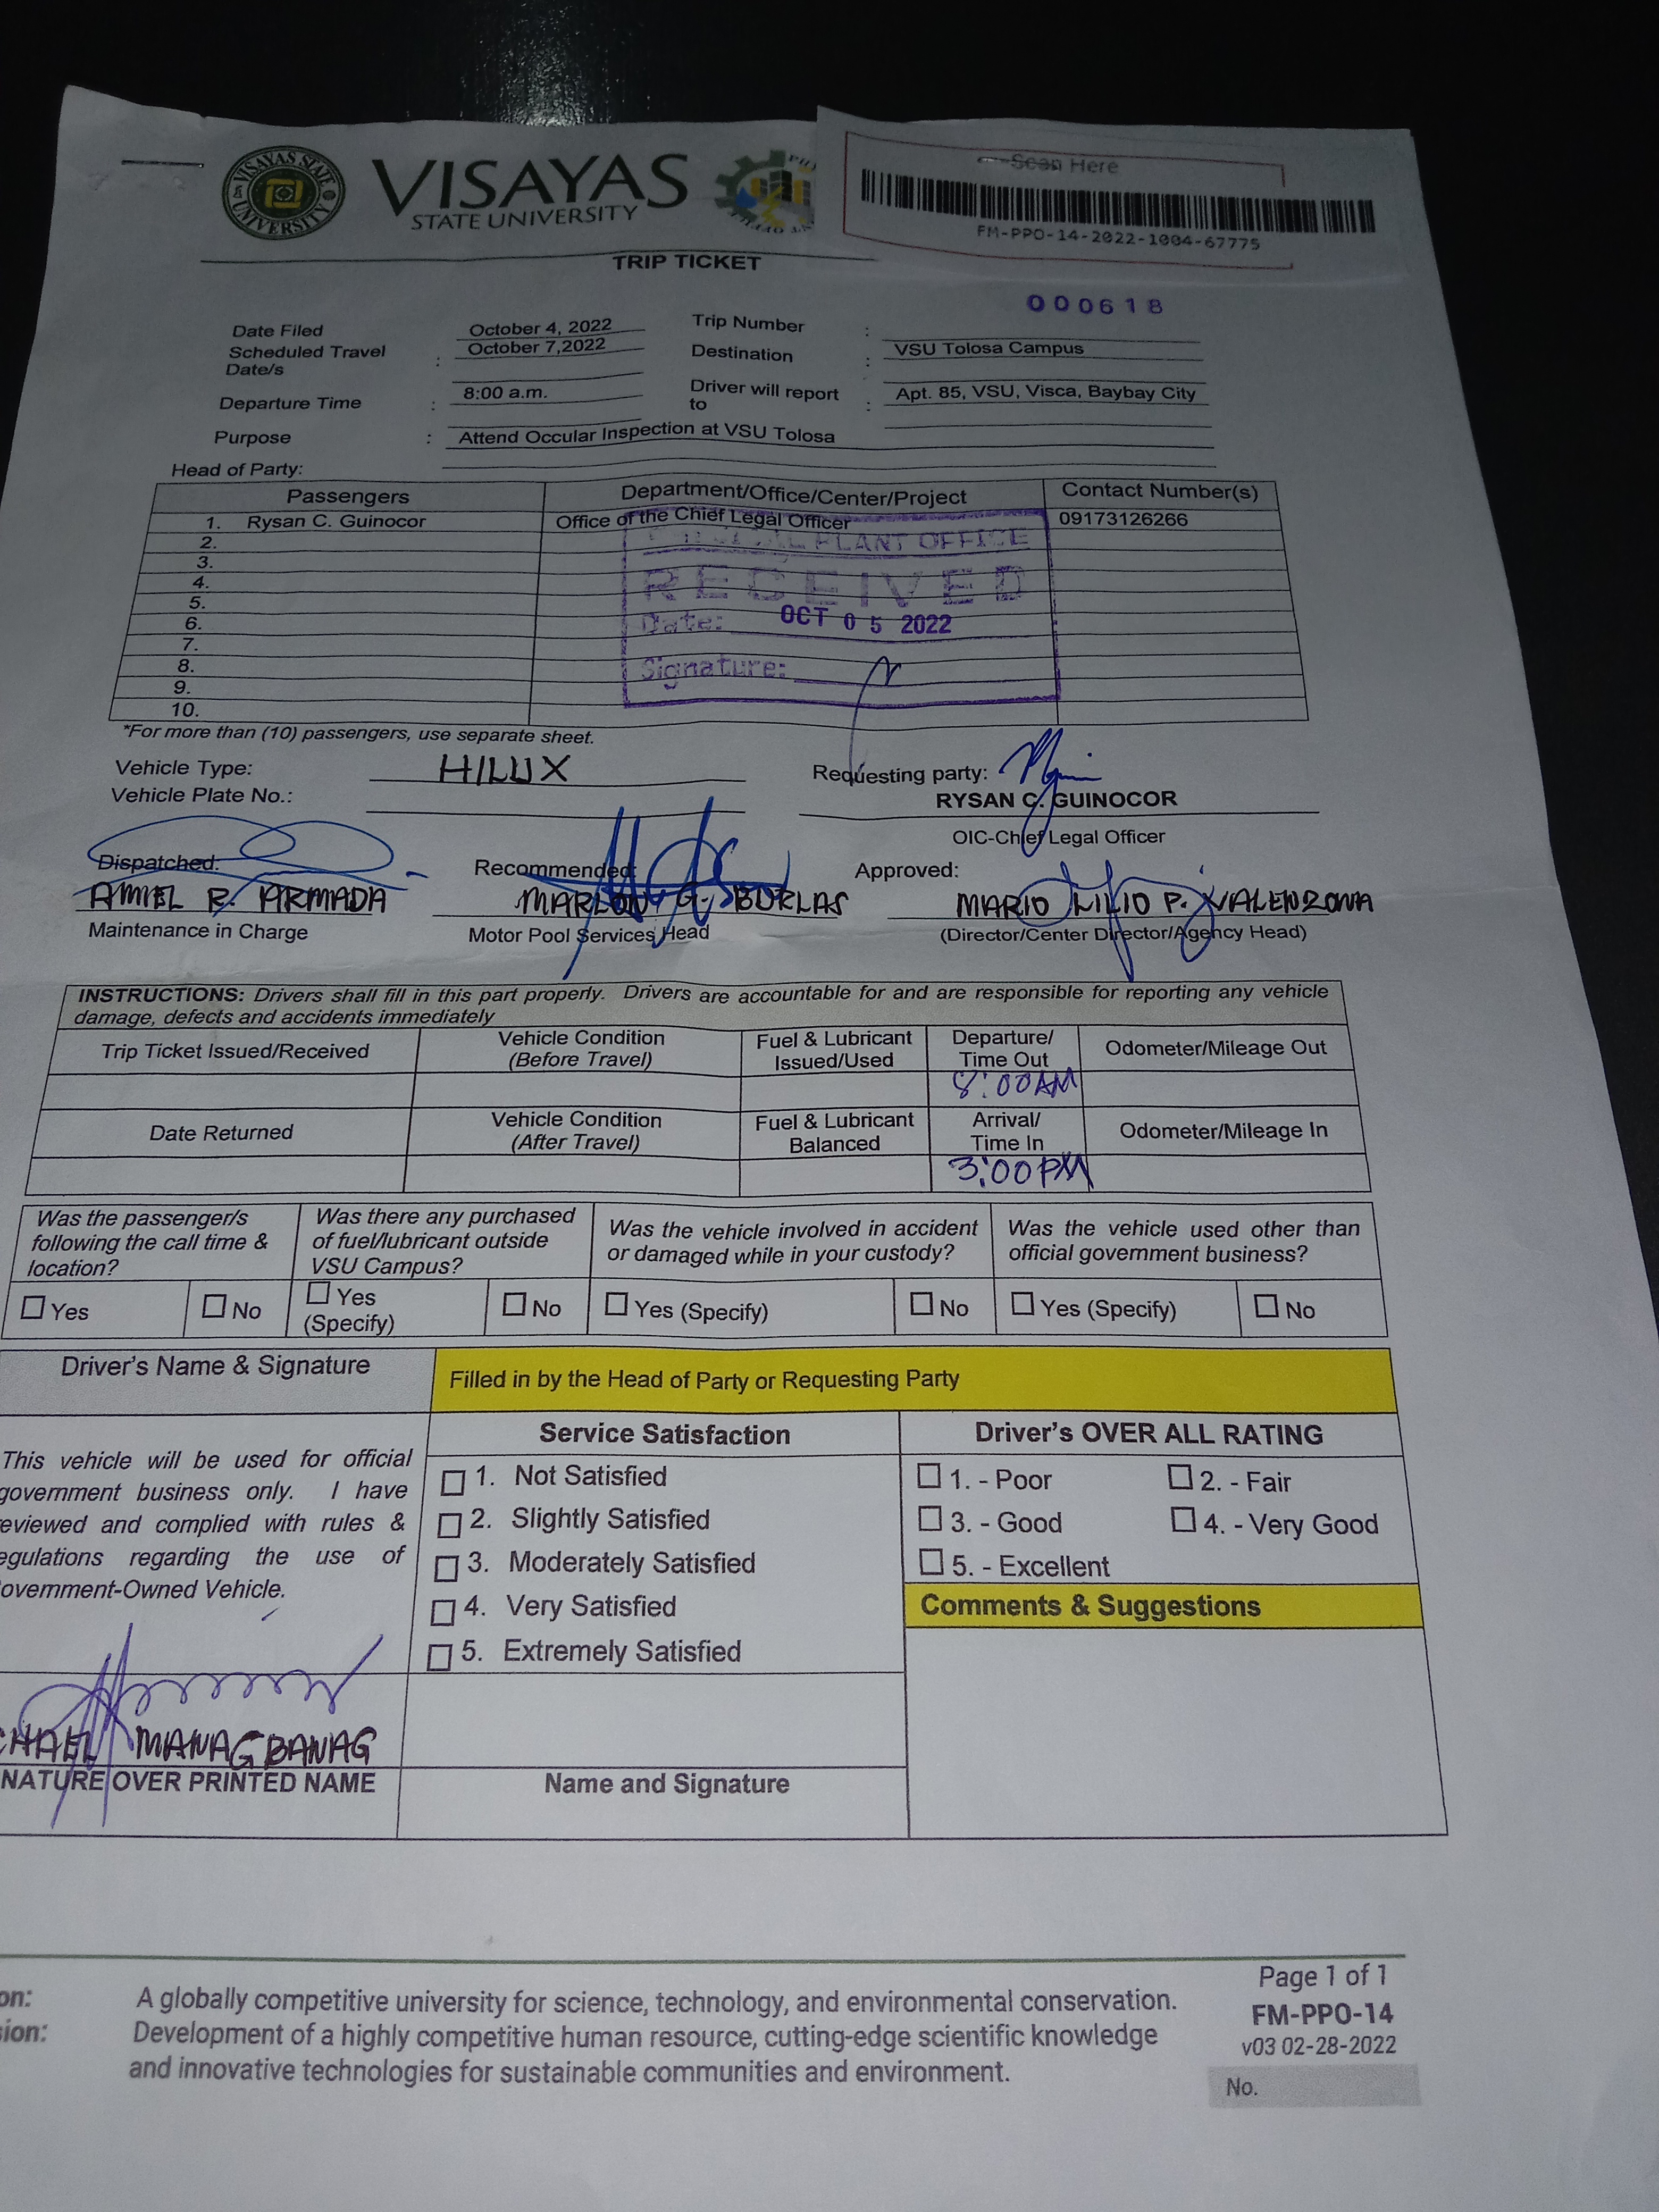 VISAYAS STATE UNIVERSITY
VISAYAS
STATE UNIVERSITY
Scan Here
FM-PPO-14-2022-1004-67775
TRIP TICKET
000618
Date Filed October 4, 2022 Trip Number :
Scheduled Travel Date/s : October 7,2022 Destination : VSU Tolosa Campus
Departure Time : 8:00 a.m. Driver will report to : Apt. 85, VSU, Visca, Baybay City
Purpose : Attend Occular Inspection at VSU Tolosa
Head of Party:
Passengers Department/Office/Center/Project Contact Number(s)
1. Rysan C. Guinocor Office of the Chief Legal Officer 09173126266
2.
3.
4.
5.
6.
7.
8.
9.
10.
PLANT OFFICE
RECEIVED
Date: OCT 05 2022
Signature:
*For more than (10) passengers, use separate sheet.
Vehicle Type: HILUX Requesting party:
Vehicle Plate No.: RYSAN C. GUINOCOR
OIC-Chief Legal Officer
Dispatched: Recommended: Approved:
AMIEL R. ARMADA MARLON G. BURLAS MARIO LILIO P. VALENZONA
Maintenance in Charge Motor Pool Services Head (Director/Center Director/Agency Head)
INSTRUCTIONS: Drivers shall fill in this part properly. Drivers are accountable for and are responsible for reporting any vehicle
damage, defects and accidents immediately
Trip Ticket Issued/Received Vehicle Condition (Before Travel) Fuel & Lubricant Issued/Used Departure/ Time Out Odometer/Mileage Out
8:00AM
Date Returned Vehicle Condition (After Travel) Fuel & Lubricant Balanced Arrival/ Time In Odometer/Mileage In
3:00PM
Was the passenger/s following the call time & location? Was there any purchased of fuel/lubricant outside VSU Campus? Was the vehicle involved in accident or damaged while in your custody? Was the vehicle used other than official government business?
Yes No Yes (Specify) No Yes (Specify) No Yes (Specify) No
Driver's Name & Signature Filled in by the Head of Party or Requesting Party
Service Satisfaction Driver's OVER ALL RATING
This vehicle will be used for official
government business only. I have
reviewed and complied with rules &
egulations regarding the use of
overnment-Owned Vehicle.
1. Not Satisfied
2. Slightly Satisfied
3. Moderately Satisfied
4. Very Satisfied
5. Extremely Satisfied
1. - Poor 2. - Fair
3. - Good 4. - Very Good
5. - Excellent
Comments & Suggestions
CHAEL MANAGBANAG
NATURE OVER PRINTED NAME Name and Signature
on: A globally competitive university for science, technology, and environmental conservation.
sion: Development of a highly competitive human resource, cutting-edge scientific knowledge
and innovative technologies for sustainable communities and environment.
Page 1 of 1
FM-PPO-14
v03 02-28-2022
No.